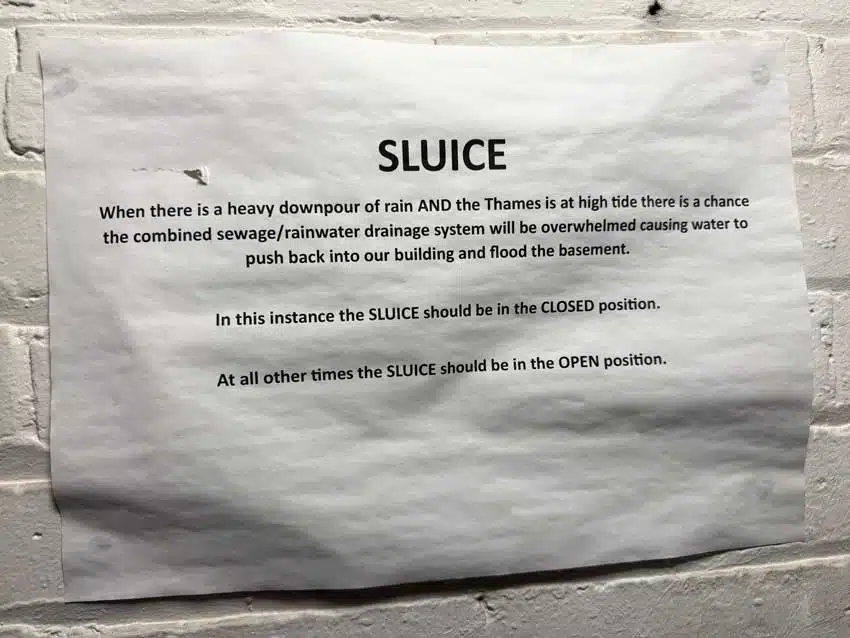 SLUICE
When there is a heavy downpour of rain AND the Thames is at high tide there is a chance
the combined sewage/rainwater drainage system will be overwhelmed causing water to
push back into our building and flood the basement.
In this instance the SLUICE should be in the CLOSED position.
At all other times the SLUICE should be in the OPEN position.